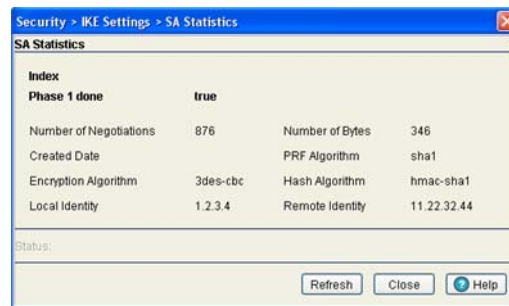 Security > IKE Settings > SA Statistics
SA Statistics
Index
Phase 1 done true
Number of Negotiations 876 Number of Bytes 346
Created Date PRF Algorithm sha1
Encryption Algorithm 3des-cbc Hash Algorithm hmac-sha1
Local Identity 1.2.3.4 Remote Identity 11.22.32.44
Status:
Refresh Close ? Help